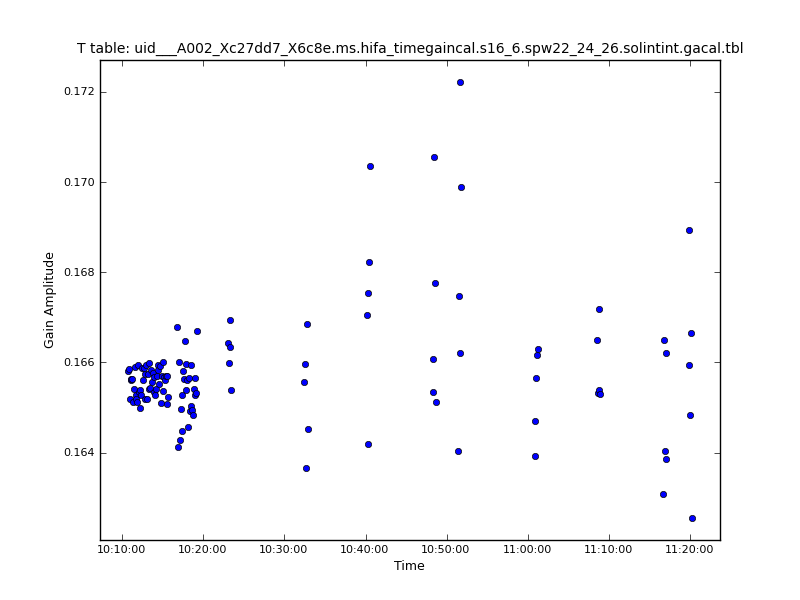 T table: uid___A002_Xc27dd7_X6c8e.ms.hifa_timegaincal.s16_6.spw22_24_26.solintint.gacal.tbl
0.172
0.170
0.168
0.166
0.164
Gain Amplitude
10:10:00 10:20:00 10:30:00 10:40:00 10:50:00 11:00:00 11:10:00 11:20:00
Time